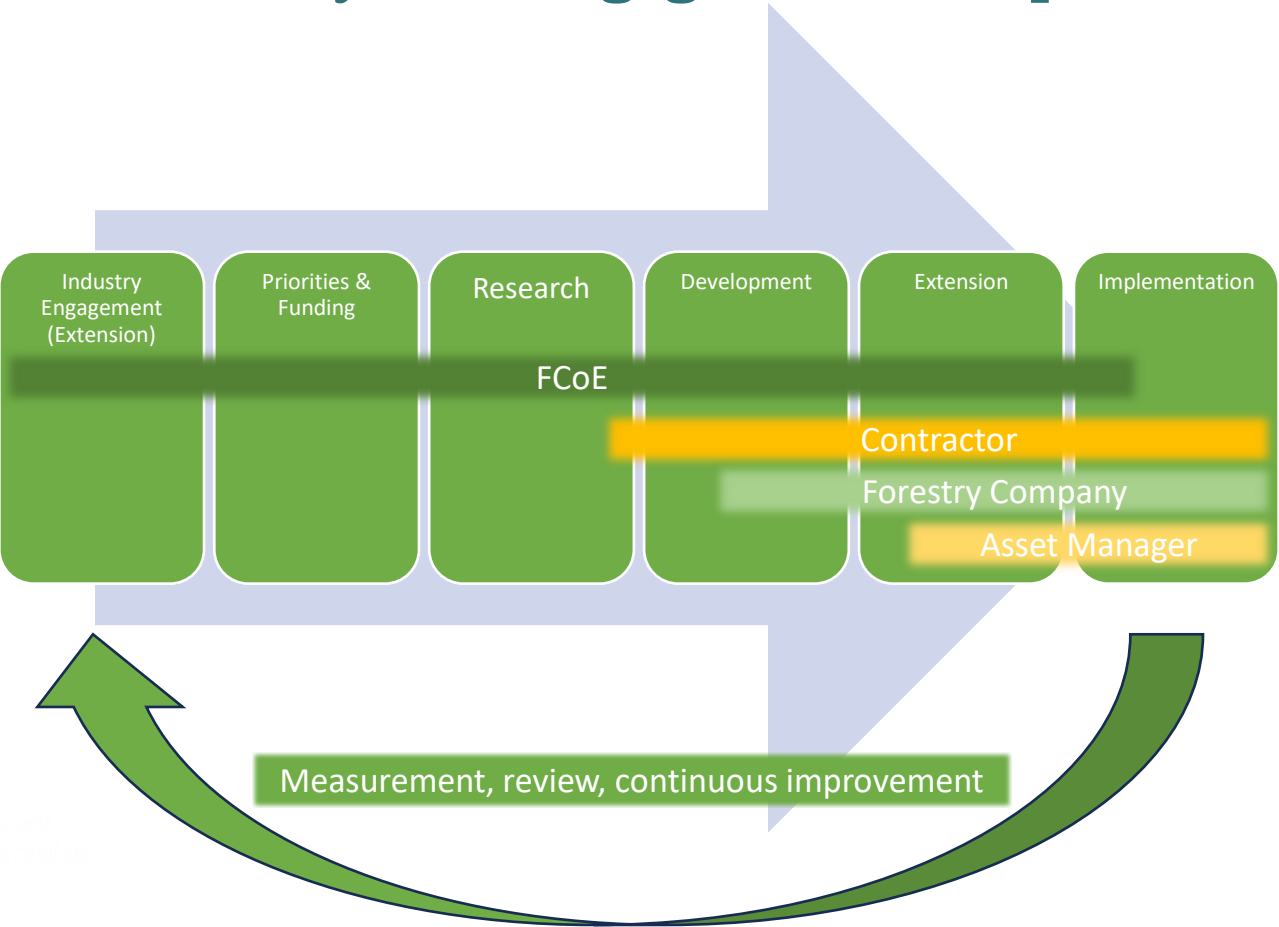 Industry
Engagement
(Extension)
Priorities &
Funding
Research
Development
Extension
Implementation
FCoE
Contractor
Forestry Company
Asset Manager
Measurement, review, continuous improvement